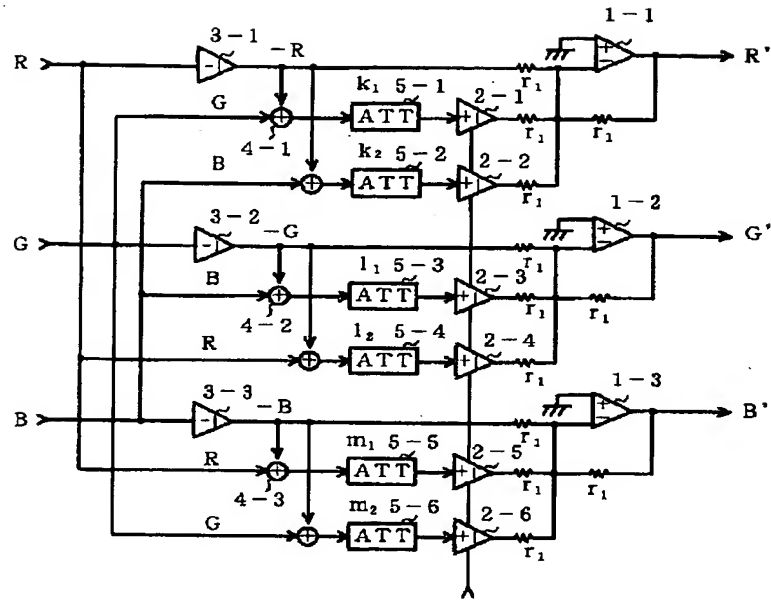 1-1
3-1
R
-R
+
-
R'
-
r₁
k₁ 5-1
2-1
G
+
ATT
+
-
r₁
r₁
4-1
k₂ 5-2
2-2
B
+
ATT
+
-
r₁
1-2
3-2
G
-G
+
-
G'
-
r₁
l₁ 5-3
2-3
B
+
ATT
+
-
r₁
r₁
4-2
l₂ 5-4
2-4
R
+
ATT
+
-
r₁
1-3
3-3
B
-B
+
-
B'
-
r₁
m₁ 5-5
2-5
R
+
ATT
+
-
r₁
r₁
4-3
m₂ 5-6
2-6
G
+
ATT
+
-
r₁